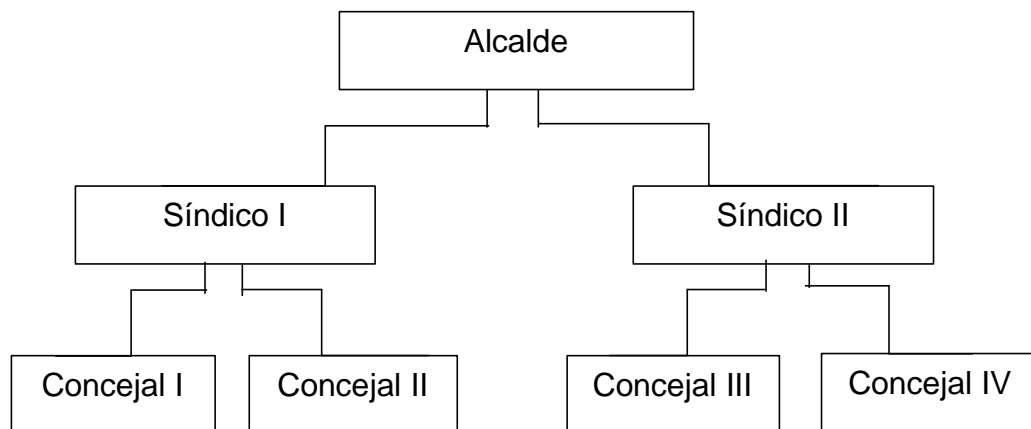 Alcalde
Síndico I
Síndico II
Concejal I
Concejal II
Concejal III
Concejal IV